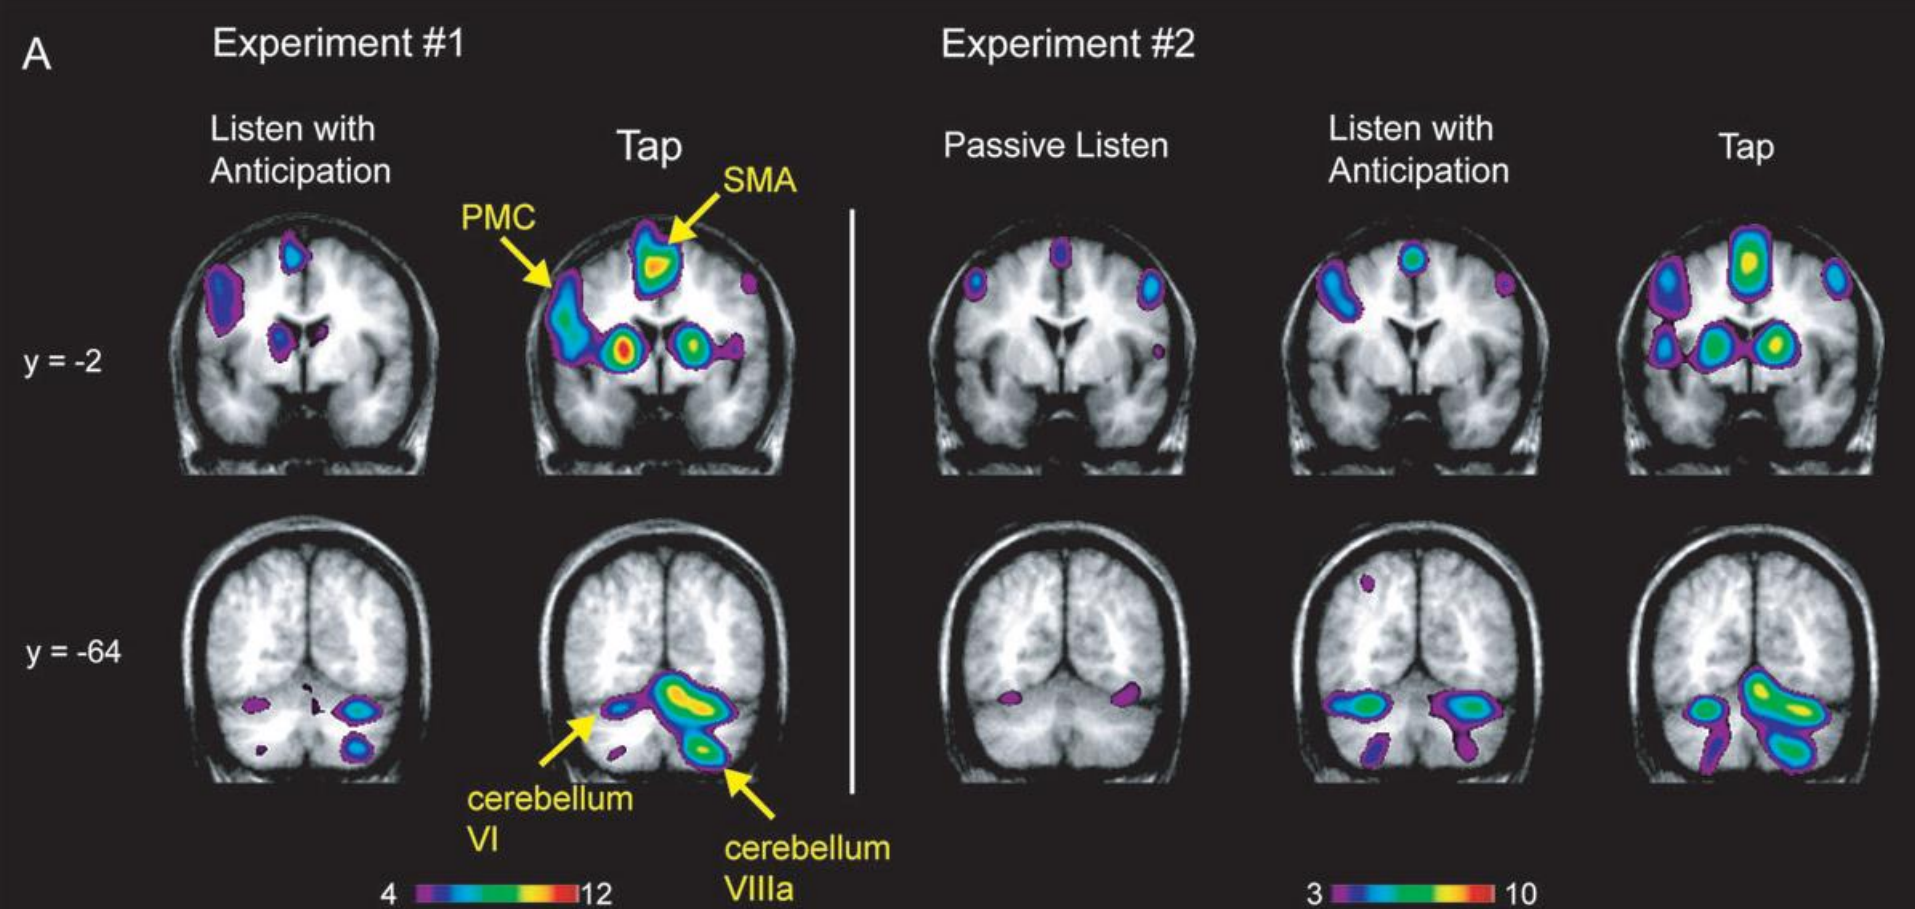 A
Experiment #1
Experiment #2
Listen with
Anticipation
Tap
Passive Listen
Listen with
Anticipation
Tap
PMC
SMA
y = -2
y = -64
cerebellum
VI
cerebellum
VIIIa
4
12
3
10